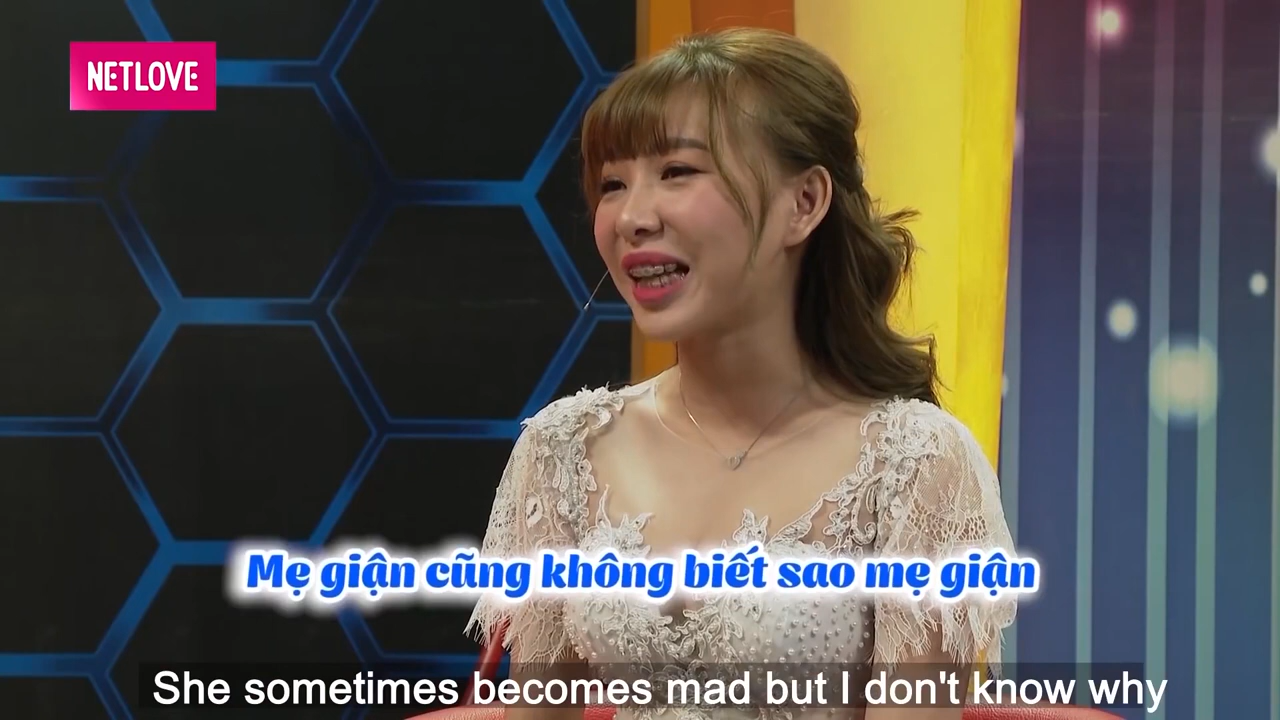 NETLOVE
Mẹ giận cũng không biết sao mẹ giận
She sometimes becomes mad but I don't know why